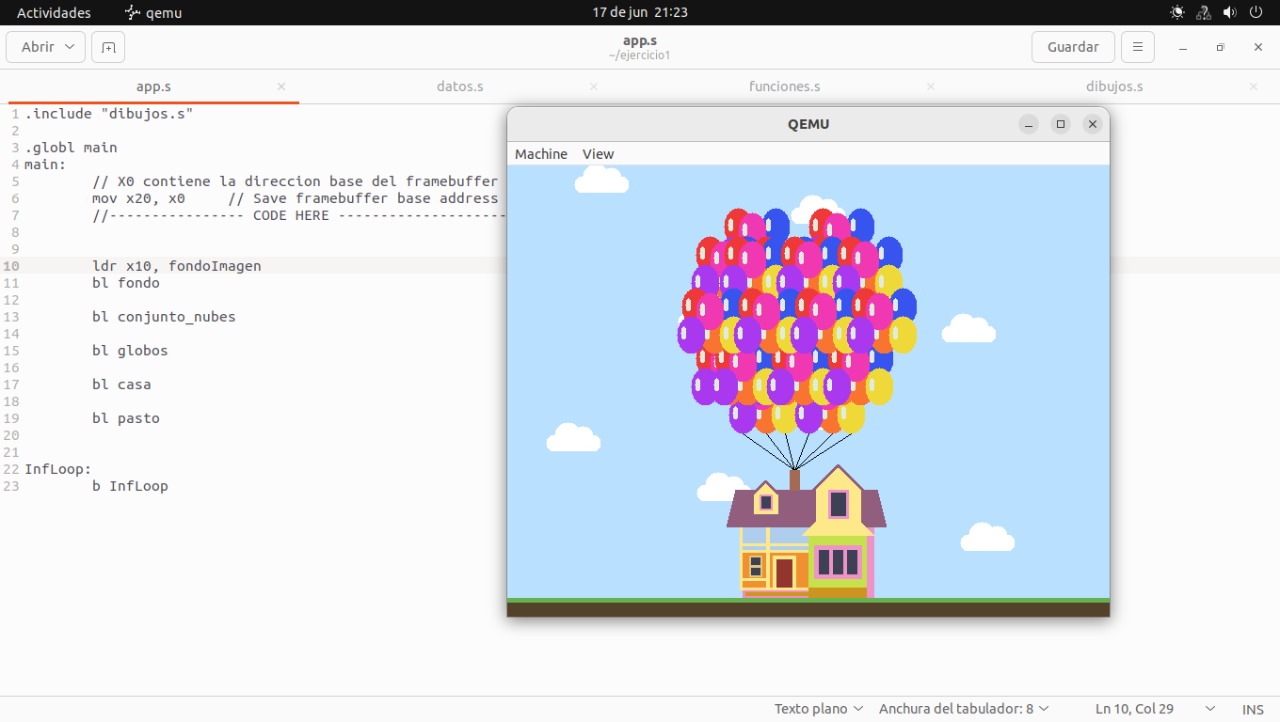 Actividades qemu 17 de jun 21:23
Abrir app.s Guardar
~/ejercicio1
app.s datos.s funciones.s dibujos.s
1 .include "dibujos.s"
2
3 .globl main
4 main:
5 // X0 contiene la direccion base del framebuffer
6 mov x20, x0 // Save framebuffer base address
7 //---------------- CODE HERE --------------------
8
9
10 ldr x10, fondoImagen
11 bl fondo
12
13 bl conjunto_nubes
14
15 bl globos
16
17 bl casa
18
19 bl pasto
20
21
22 InfLoop:
23 b InfLoop
QEMU
Machine View
Texto plano Anchura del tabulador: 8 Ln 10, Col 29 INS